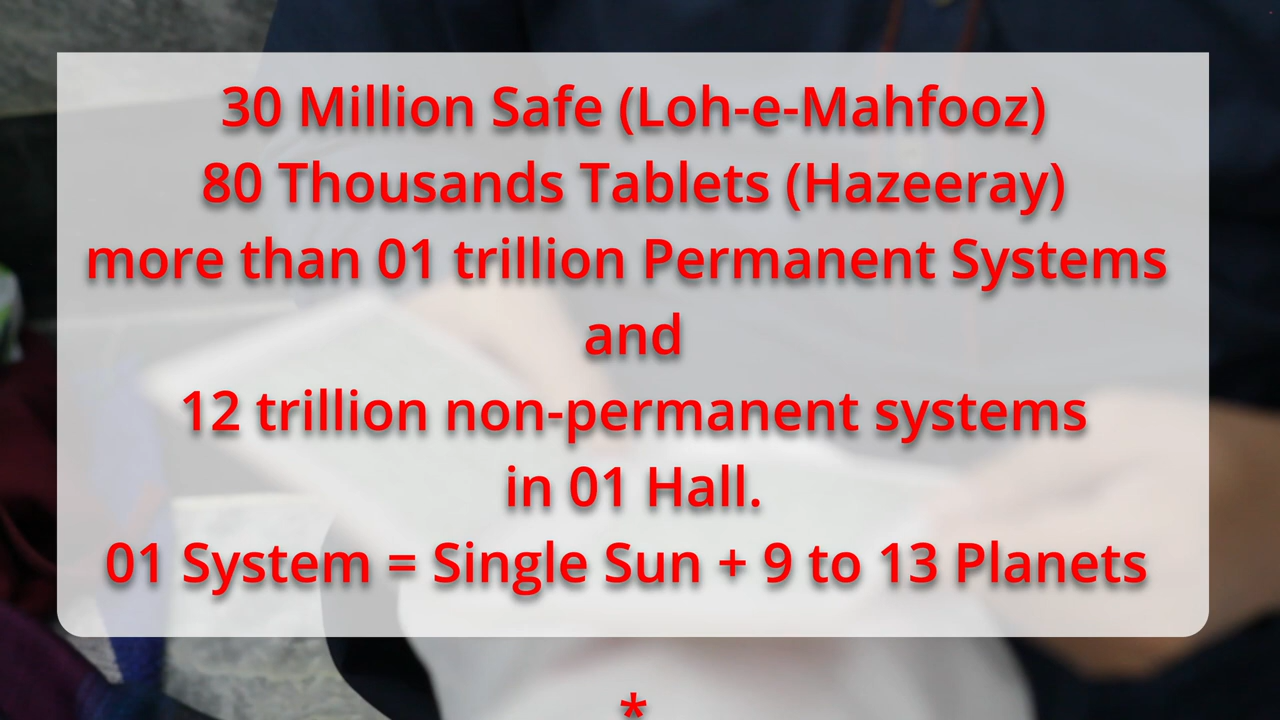 30 Million Safe (Loh-e-Mahfooz)
80 Thousands Tablets (Hazeeray)
more than 01 trillion Permanent Systems
and
12 trillion non-permanent systems
in 01 Hall.
01 System = Single Sun + 9 to 13 Planets
*